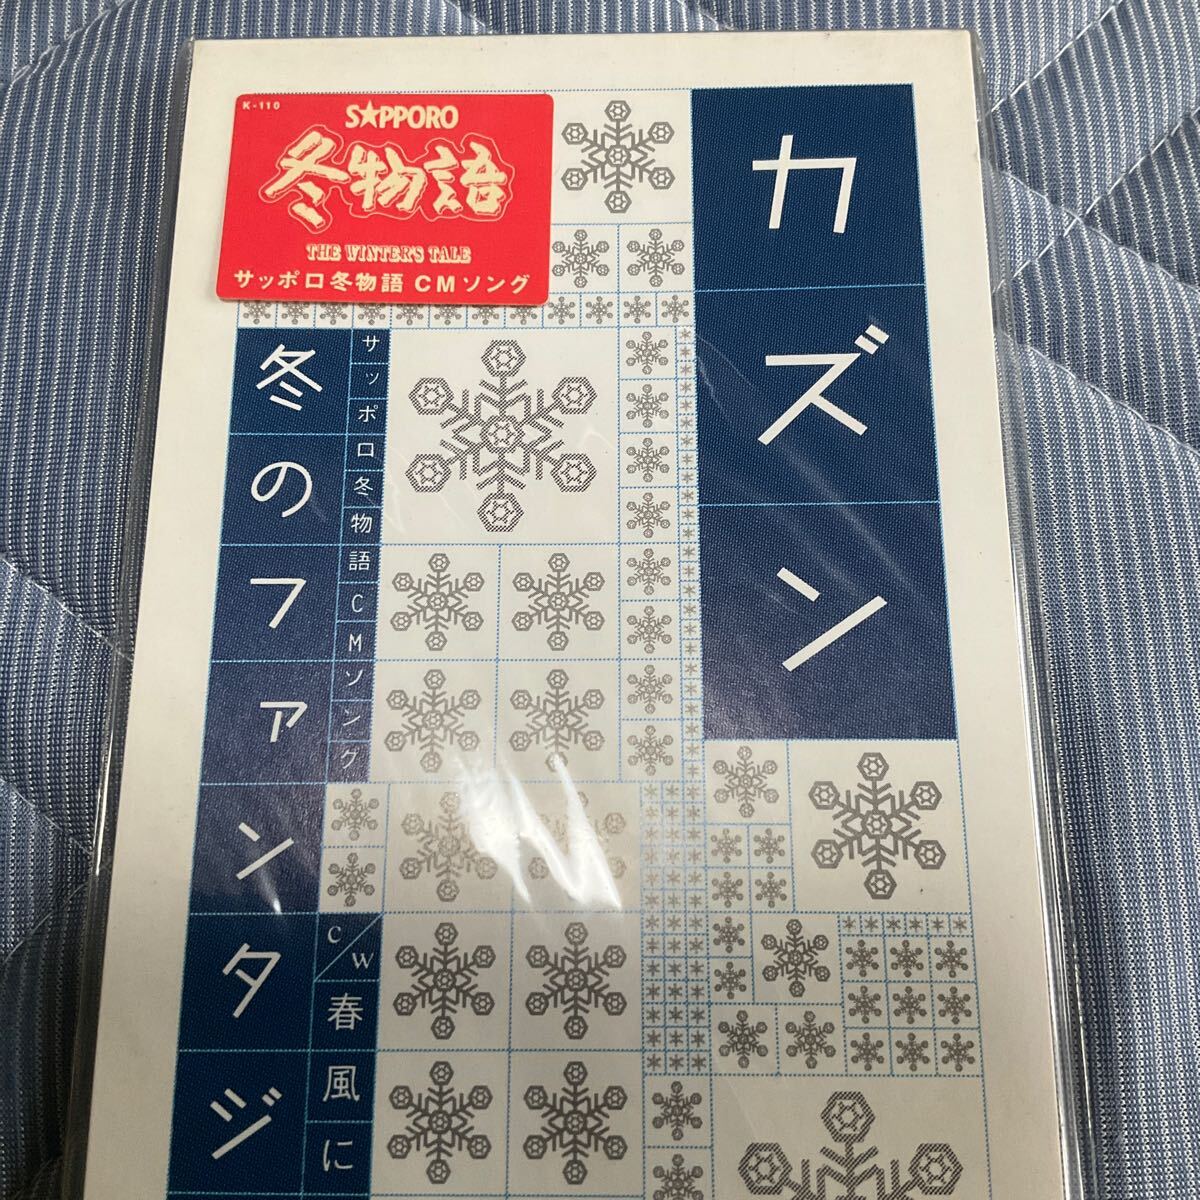 K-110
SAPPORO
冬物語
THE WINTER'S TALE
サッポロ冬物語 CMソング
カズン
サッポロ冬物語CMソング
冬のファンタジ
c/w
春風に